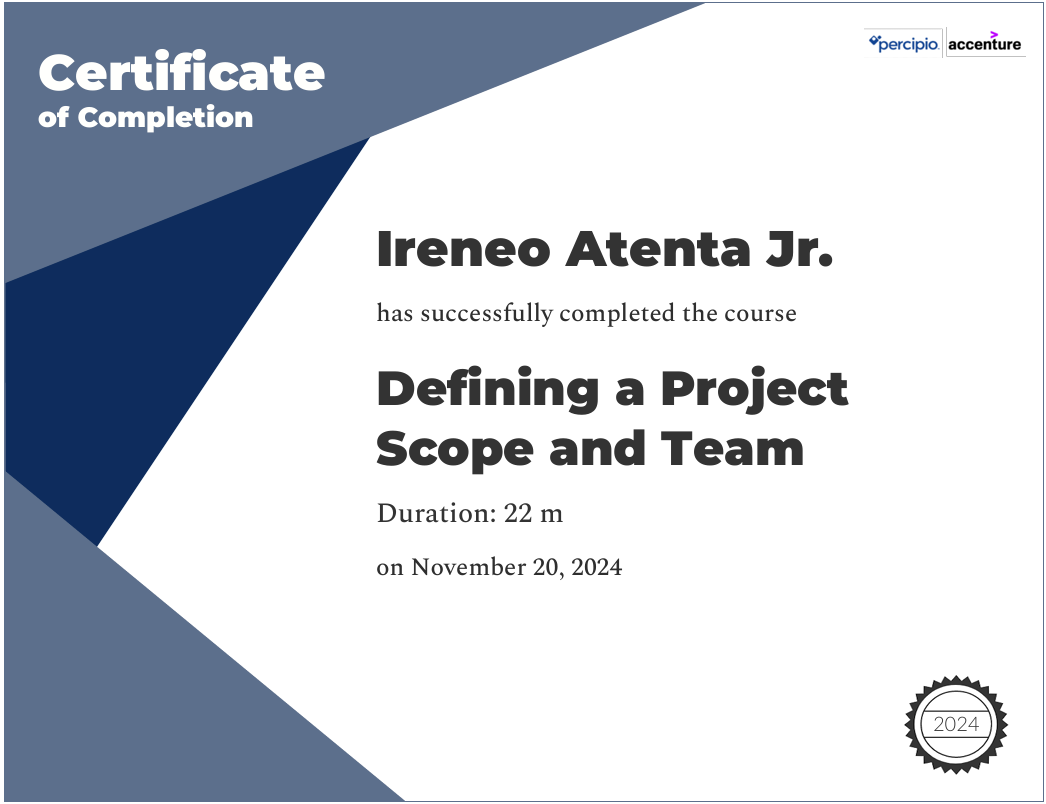 Certificate
of Completion
percipio. accenture
Ireneo Atenta Jr.
has successfully completed the course
Defining a Project
Scope and Team
Duration: 22 m
on November 20, 2024
2024